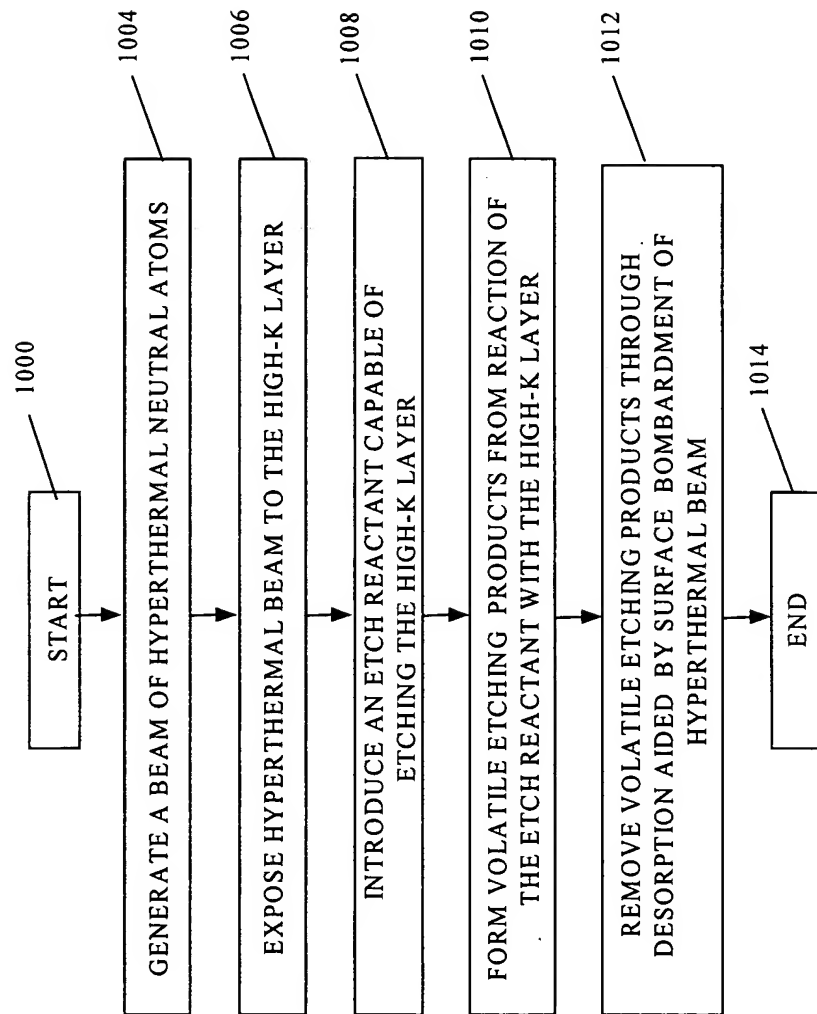 START
1000
GENERATE A BEAM OF HYPERTHERMAL NEUTRAL ATOMS
1004
EXPOSE HYPERTHERMAL BEAM TO THE HIGH-K LAYER
1006
INTRODUCE AN ETCH REACTANT CAPABLE OF
ETCHING THE HIGH-K LAYER
1008
FORM VOLATILE ETCHING PRODUCTS FROM REACTION OF
THE ETCH REACTANT WITH THE HIGH-K LAYER
1010
REMOVE VOLATILE ETCHING PRODUCTS THROUGH
DESORPTION AIDED BY SURFACE BOMBARDMENT OF
HYPERTHERMAL BEAM
1012
END
1014